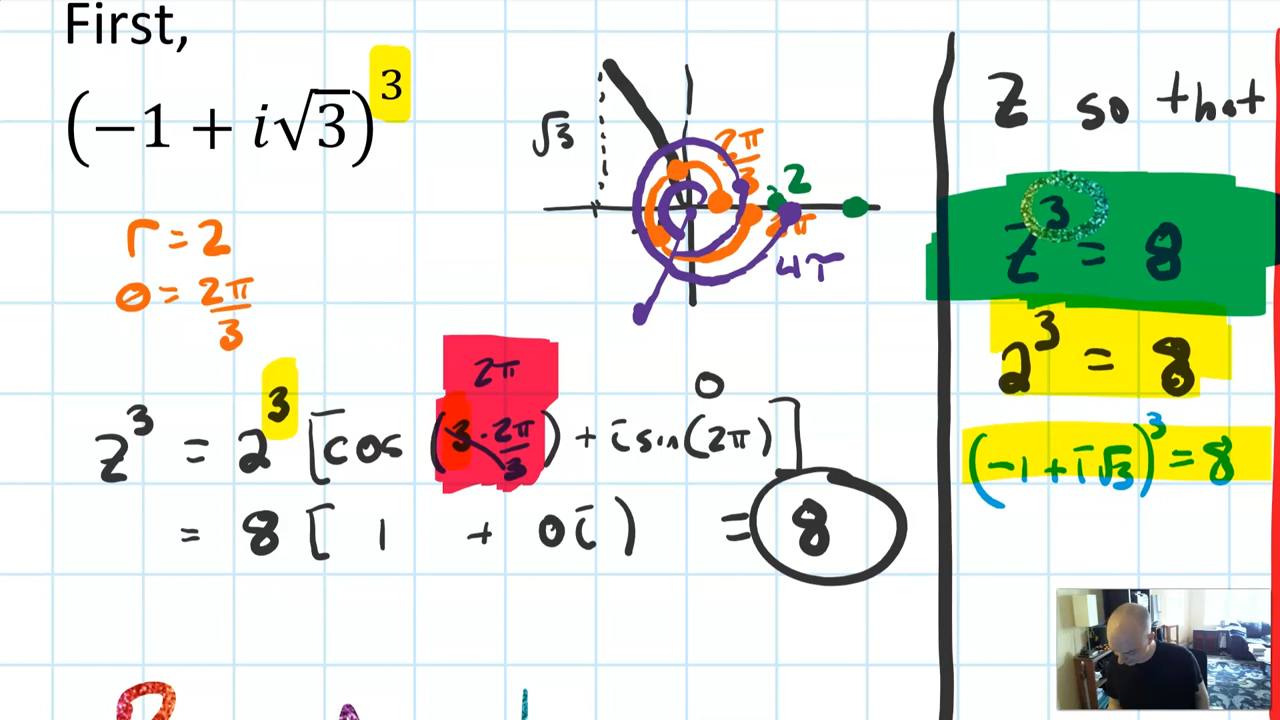 First,
(−1 + i√3)³
r = 2
θ = 2π/3
√3
2π/3
2
2π
4π
2π
0
z³ = 2³ [cos (3 · 2π/3) + i sin(2π)]
= 8 [ 1 + 0i ) = 8
Z so that
z³ = 8
2³ = 8
(-1 + i√3)³ = 8